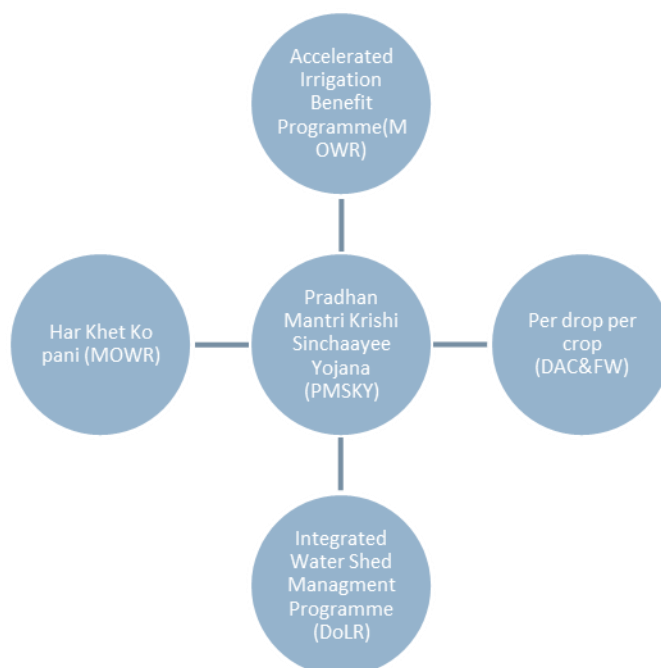 Accelerated
Irrigation
Benefit
Programme(M
OWR)
Har Khet Ko
pani (MOWR)
Pradhan
Mantri Krishi
Sinchaayee
Yojana
(PMSKY)
Per drop per
crop
(DAC&FW)
Integrated
Water Shed
Managment
Programme
(DoLR)